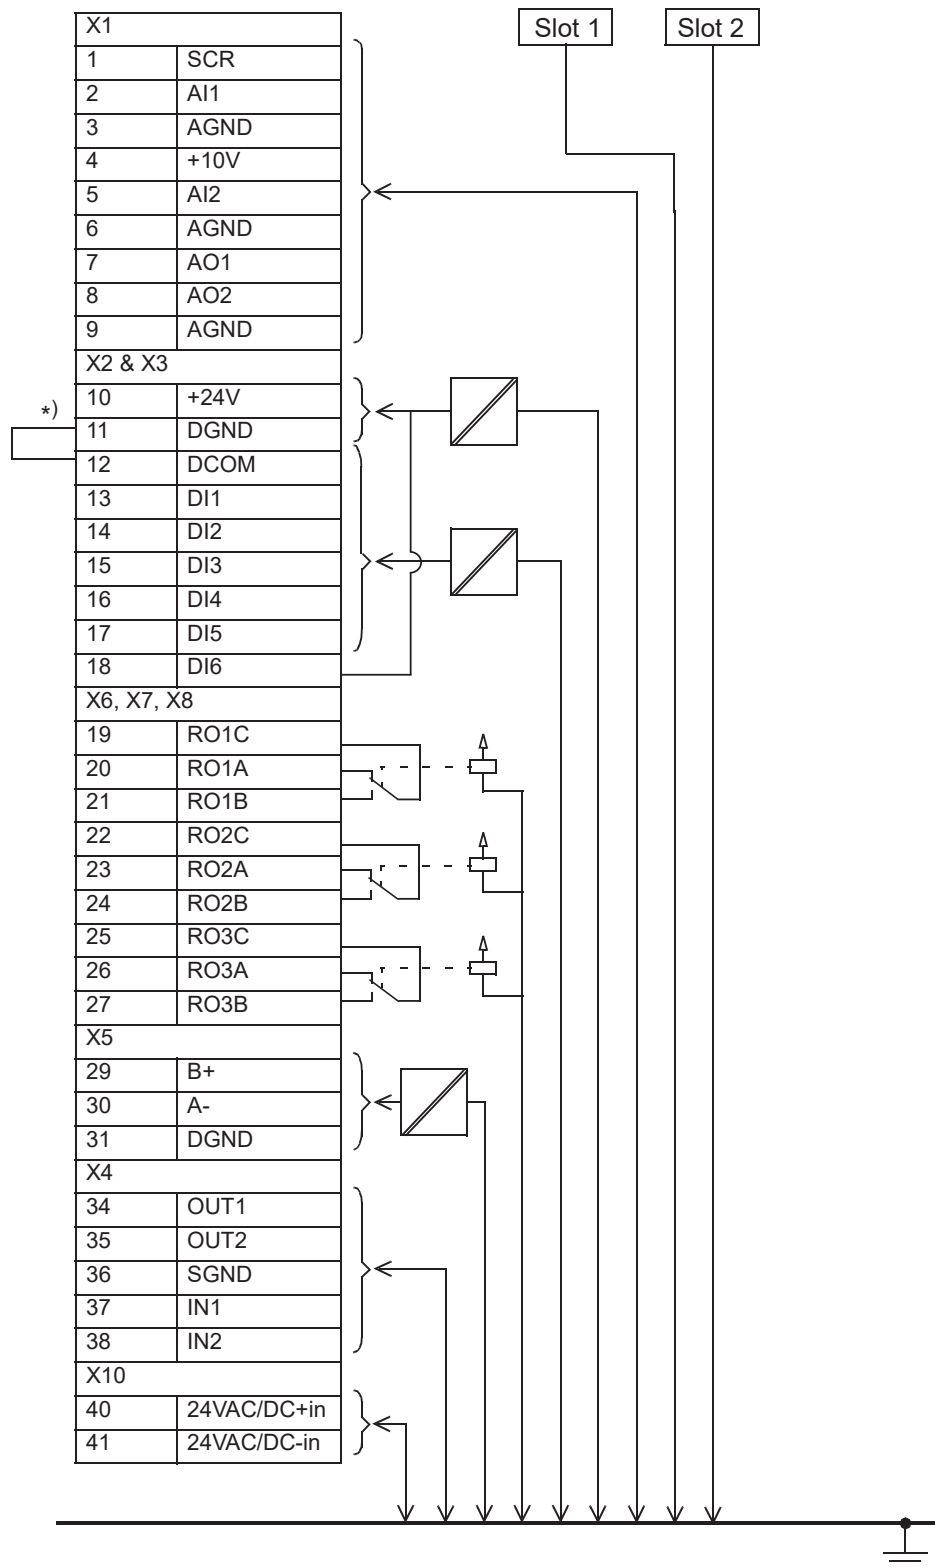 Slot 1 Slot 2
X1
1 SCR
2 AI1
3 AGND
4 +10V
5 AI2
6 AGND
7 AO1
8 AO2
9 AGND
X2 & X3
10 +24V
*)
11 DGND
12 DCOM
13 DI1
14 DI2
15 DI3
16 DI4
17 DI5
18 DI6
X6, X7, X8
19 RO1C
20 RO1A
21 RO1B
22 RO2C
23 RO2A
24 RO2B
25 RO3C
26 RO3A
27 RO3B
X5
29 B+
30 A-
31 DGND
X4
34 OUT1
35 OUT2
36 SGND
37 IN1
38 IN2
X10
40 24VAC/DC+in
41 24VAC/DC-in